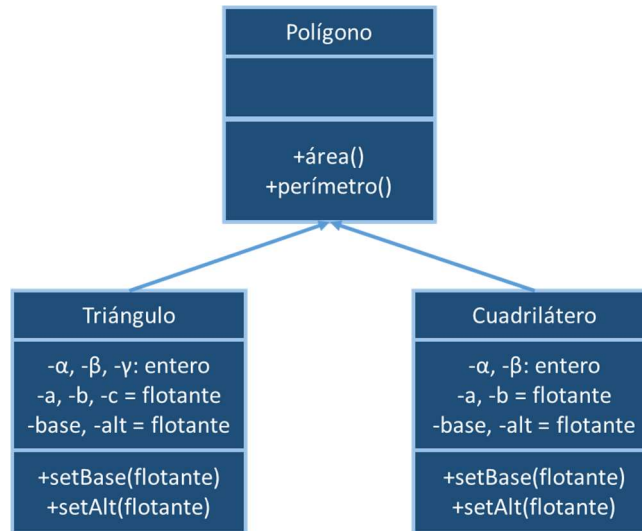 Polígono
+área()
+perímetro()
Triángulo
-α, -β, -γ: entero
-a, -b, -c = flotante
-base, -alt = flotante
+setBase(flotante)
+setAlt(flotante)
Cuadrilátero
-α, -β: entero
-a, -b = flotante
-base, -alt = flotante
+setBase(flotante)
+setAlt(flotante)